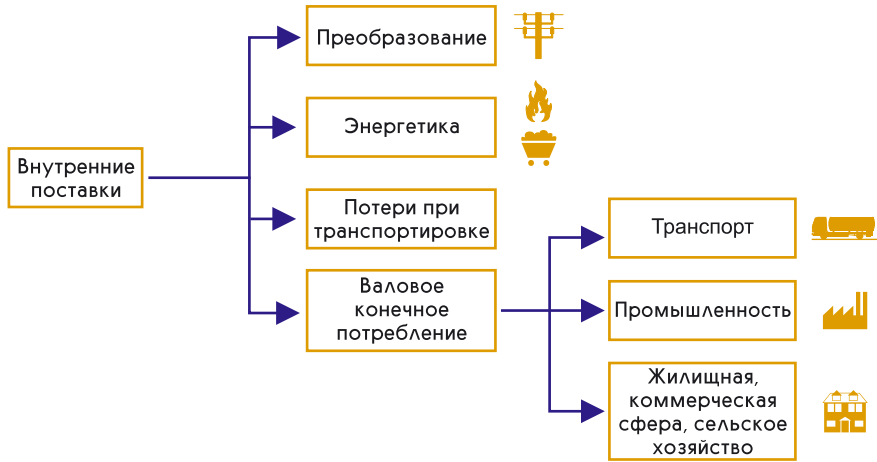 Внутренние
поставки
Преобразование
Энергетика
Потери при
транспортировке
Валовое
конечное
потребление
Транспорт
Промышленность
Жилищная,
коммерческая
сфера, сельское
хозяйство